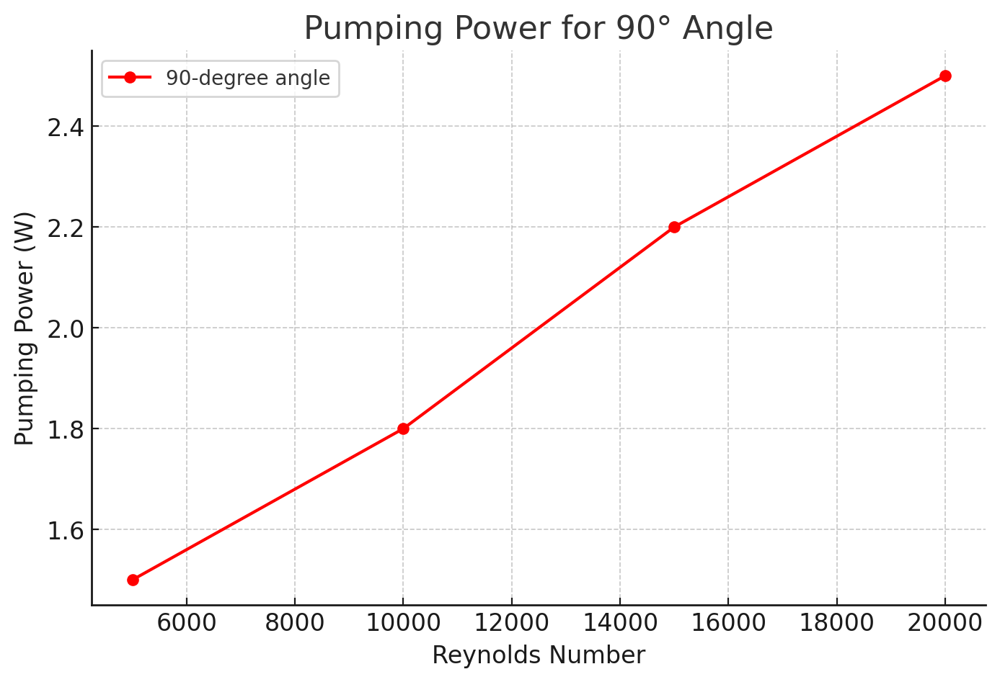 Pumping Power for 90° Angle
90-degree angle
Pumping Power (W)
2.4
2.2
2.0
1.8
1.6
6000 8000 10000 12000 14000 16000 18000 20000
Reynolds Number